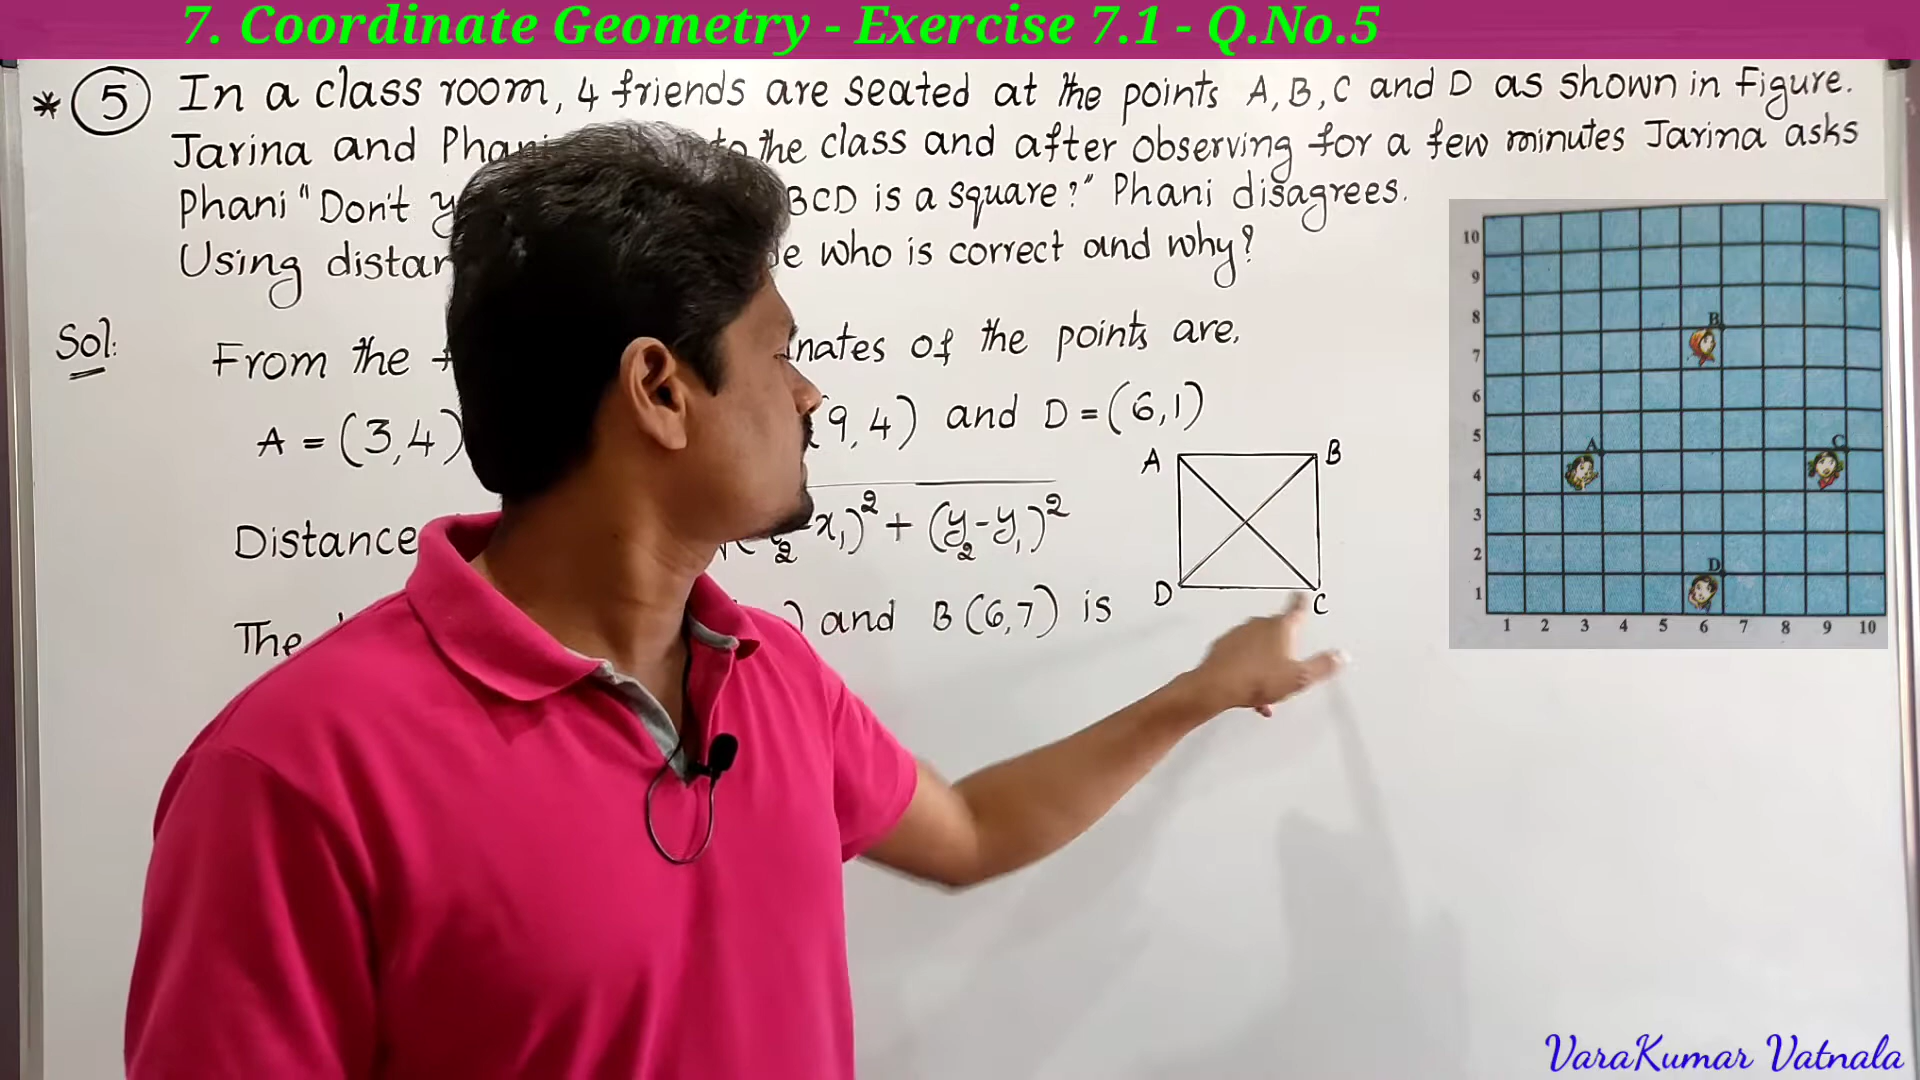 7. Coordinate Geometry - Exercise 7.1 - Q.No.5
* 5 In a class room, 4 friends are seated at the points A, B, C and D as shown in Figure.
Jarina and the class and after observing for a few minutes Jarina asks
Phani "Don't BCD is a square?" Phani disagrees.
Using who is correct and why?
Sol:
From the of the points are,
A = (3,4) 9,4) and D = (6,1)
Distance x₁)² + (y₂-y₁)²
The and B(6,7) is
A B
D C
10
9
8
7
6
5
4
3
2
1
B
A C
D
1 2 3 4 5 6 7 8 9 10
VaraKumar Vatnala